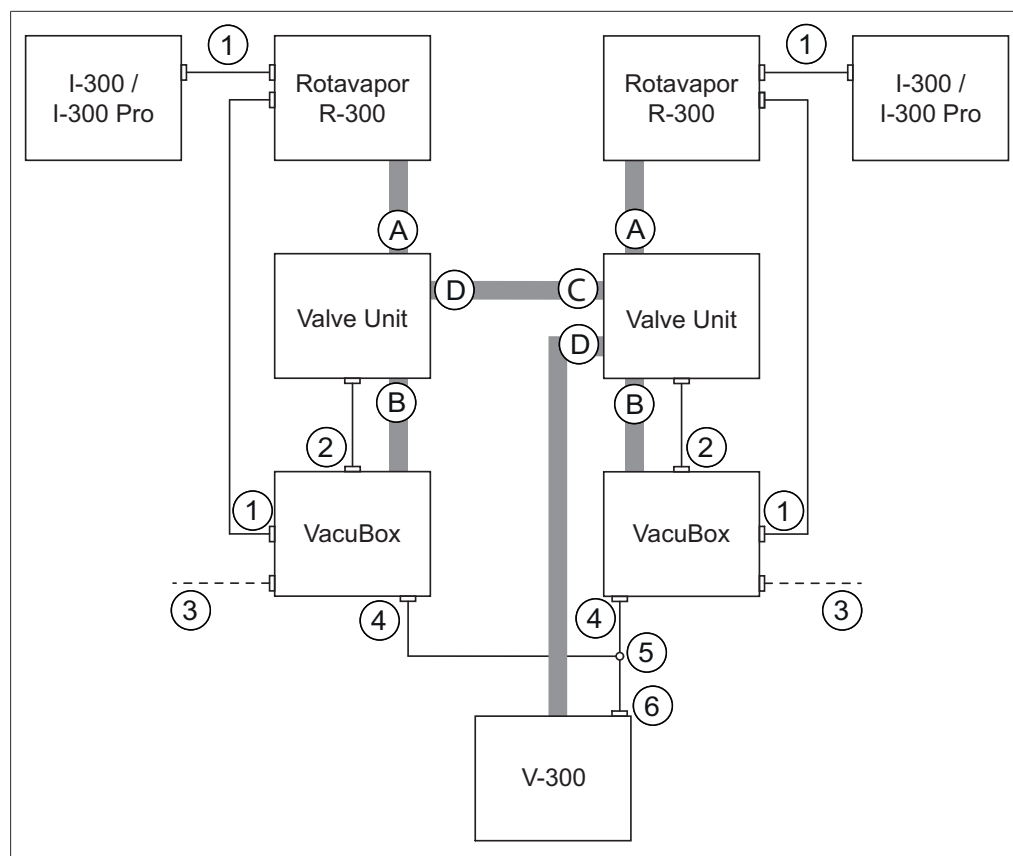 1
1
I-300 /
I-300 Pro
Rotavapor
R-300
Rotavapor
R-300
I-300 /
I-300 Pro
A
A
D
C
Valve Unit
Valve Unit
D
B
B
2
2
1
VacuBox
VacuBox
1
3
4
4
3
5
6
V-300